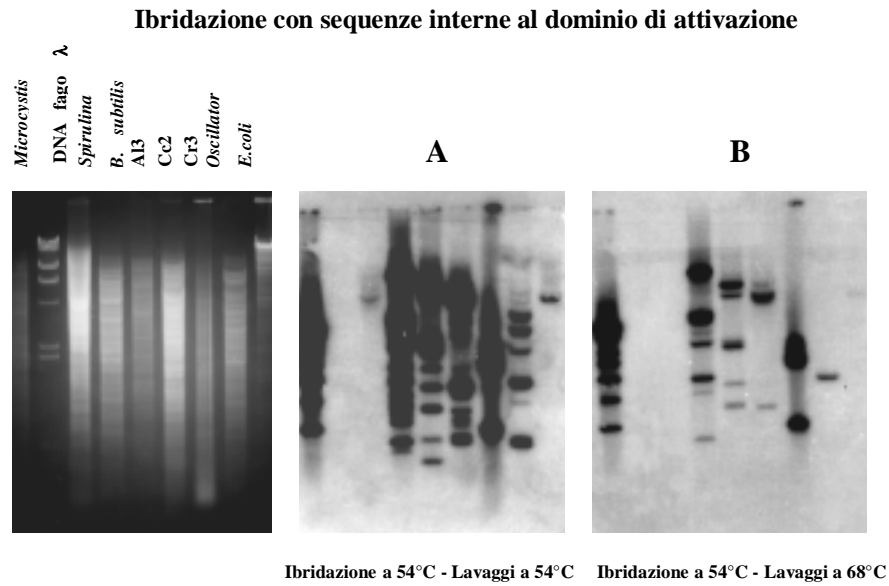 Ibridazione con sequenze interne al dominio di attivazione
Microcystis
DNA fago λ
Spirulina
B. subtilis
Al3
Cc2
Cr3
Oscillator
E.coli
A
B
Ibridazione a 54°C - Lavaggi a 54°C
Ibridazione a 54°C - Lavaggi a 68°C